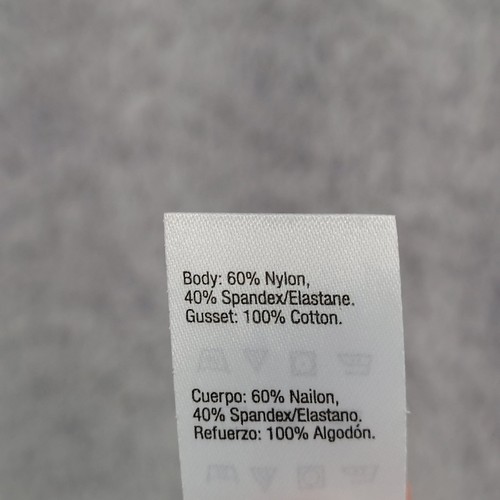 Body: 60% Nylon,
40% Spandex/Elastane.
Gusset: 100% Cotton.
Cuerpo: 60% Nailon,
40% Spandex/Elastano.
Refuerzo: 100% Algodón.